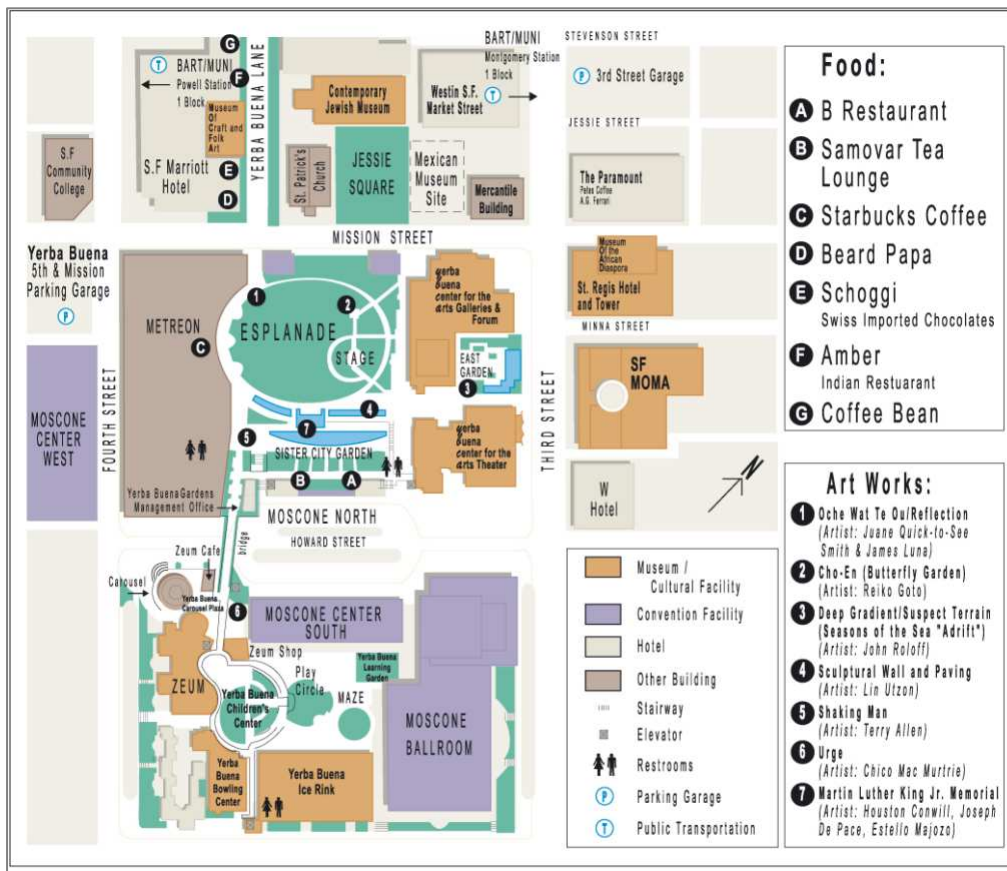 STEVENSON STREET
BART/MUNI
Montgomery Station
1 Block
G
T
BART/MUNI
Powell Station
1 Block
F
Museum
Of
Craft and
Folk
Art
S.F Marriott
Hotel
E
D
YERBA BUENA LANE
Contemporary
Jewish Museum
Westin S.F.
Market Street
T
P
3rd Street Garage
JESSIE STREET
S.F
Community
College
St. Patrick's
Church
JESSIE
SQUARE
Mexican
Museum
Site
Mercantile
Building
The Paramount
Petes Coffee
A.G. Ferrari
MISSION STREET
Yerba Buena
5th & Mission
Parking Garage
P
METREON
C
1
ESPLANADE
2
STAGE
yerba
buena
center for the
arts Galleries &
Forum
EAST
GARDEN
3
Museum
Of the
African
Diaspora
St. Regis Hotel
and Tower
MINNA STREET
SF
MOMA
MOSCONE
CENTER
WEST
FOURTH STREET
THIRD STREET
4
7
5
SISTER CITY GARDEN
B
A
yerba
buena
center for the
arts Theater
W
Hotel
N
Yerba Buena Gardens
Management Office
MOSCONE NORTH
HOWARD STREET
bridge
Zeum Cafe
Carousel
Yerba Buena
Carousel Plaza
6
MOSCONE CENTER
SOUTH
Zeum Shop
ZEUM
Yerba Buena
Children's
Center
Play
Circle
Yerba Buena
Learning
Garden
MAZE
MOSCONE
BALLROOM
Yerba
Buena
Bowling
Center
Yerba Buena
Ice Rink
Museum /
Cultural Facility
Convention Facility
Hotel
Other Building
Stairway
Elevator
Restrooms
P
Parking Garage
T
Public Transportation
Food:
A B Restaurant
B Samovar Tea
Lounge
C Starbucks Coffee
D Beard Papa
E Schoggi
Swiss Imported Chocolates
F Amber
Indian Restuarant
G Coffee Bean
Art Works:
1 Oche Wat Te Ou/Reflection
(Artist: Juane Quick-to-See
Smith & James Luna)
2 Cho-En (Butterfly Garden)
(Artist: Reiko Goto)
3 Deep Gradient/Suspect Terrain
(Seasons of the Sea "Adrift")
(Artist: John Roloff)
4 Sculptural Wall and Paving
(Artist: Lin Utzon)
5 Shaking Man
(Artist: Terry Allen)
6 Urge
(Artist: Chico Mac Murtrie)
7 Martin Luther King Jr. Memorial
(Artist: Houston Conwill, Joseph
De Pace, Estello Majozo)